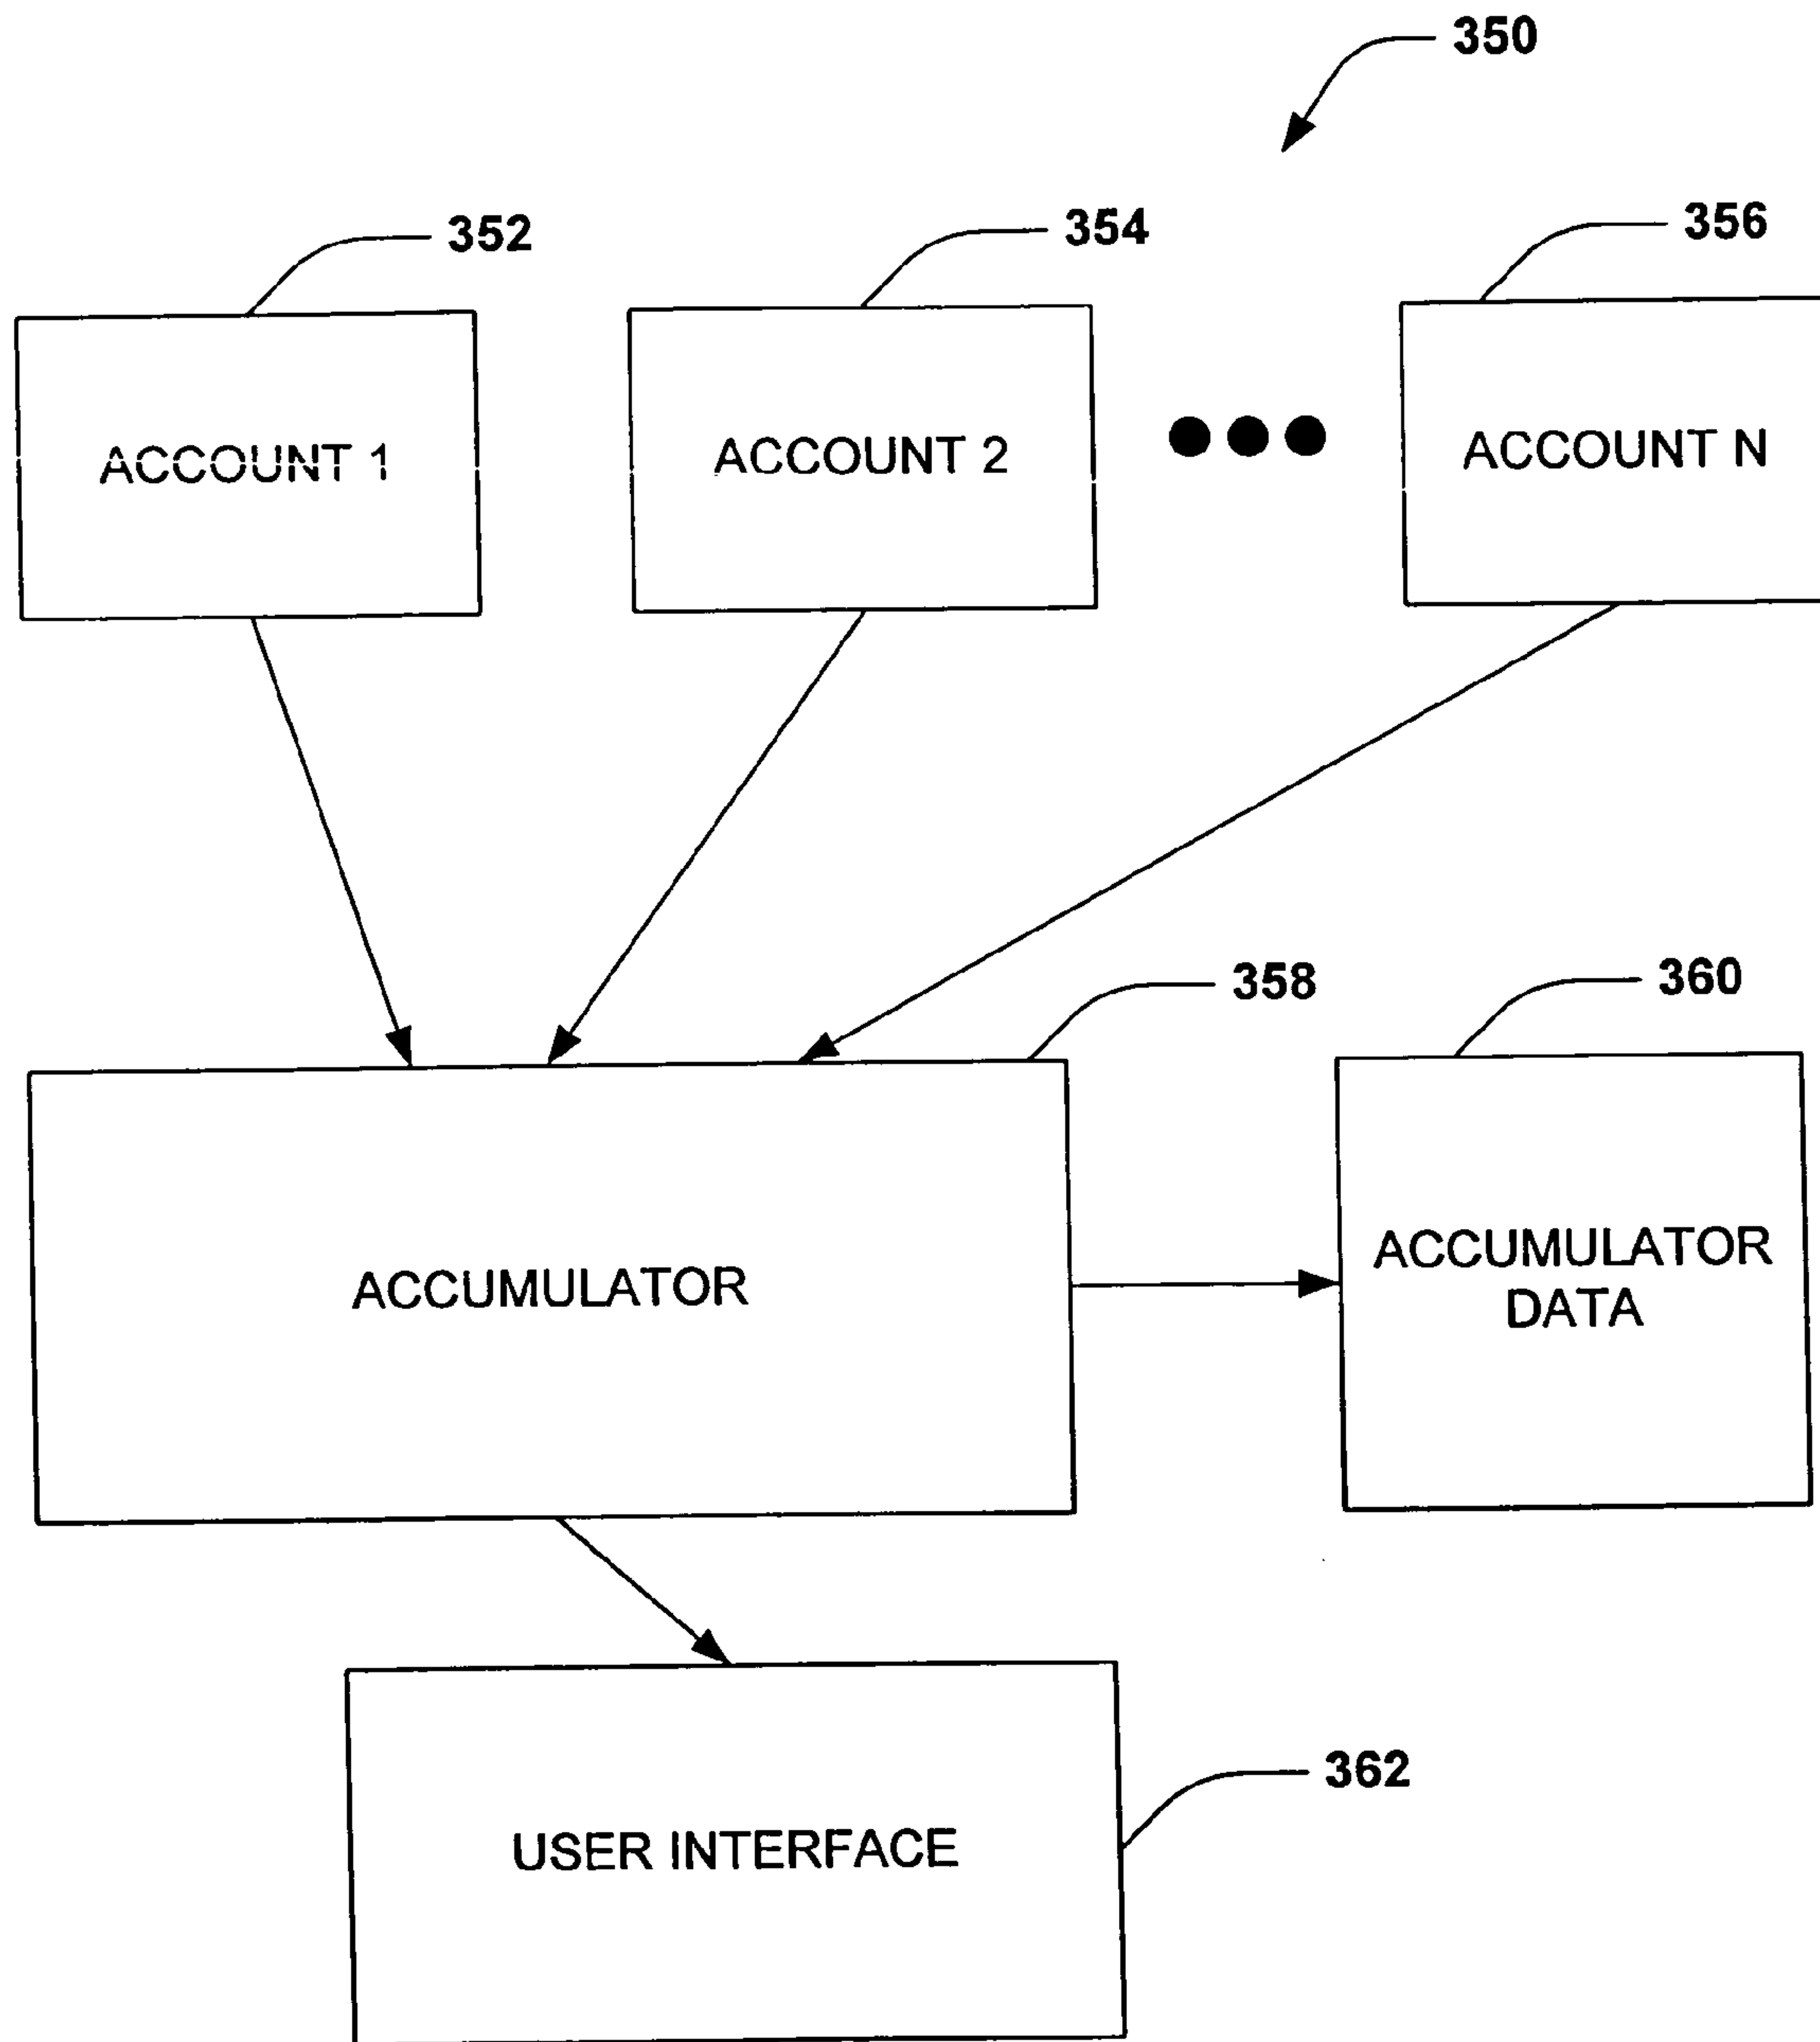 350
352
354
356
ACCOUNT 1
ACCOUNT 2
ACCOUNT N
358
360
ACCUMULATOR
ACCUMULATOR
DATA
362
USER INTERFACE